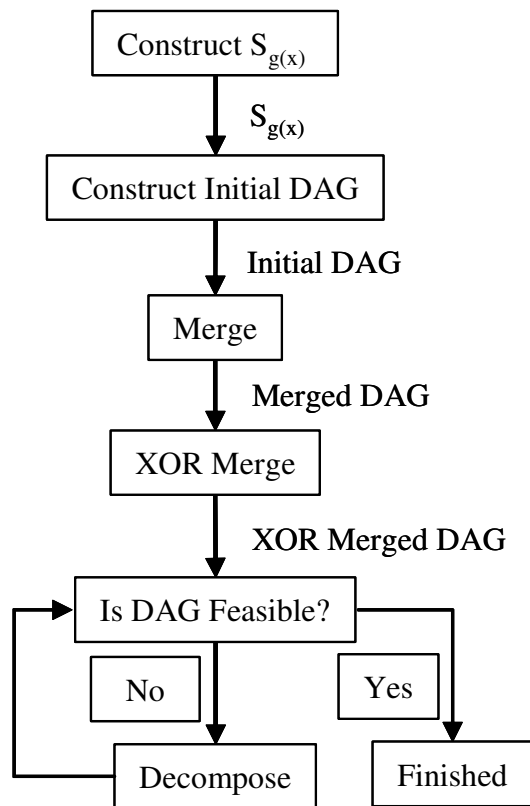 Construct S_g(x)
S_g(x)
Construct Initial DAG
Initial DAG
Merge
Merged DAG
XOR Merge
XOR Merged DAG
Is DAG Feasible?
No
Yes
Decompose
Finished